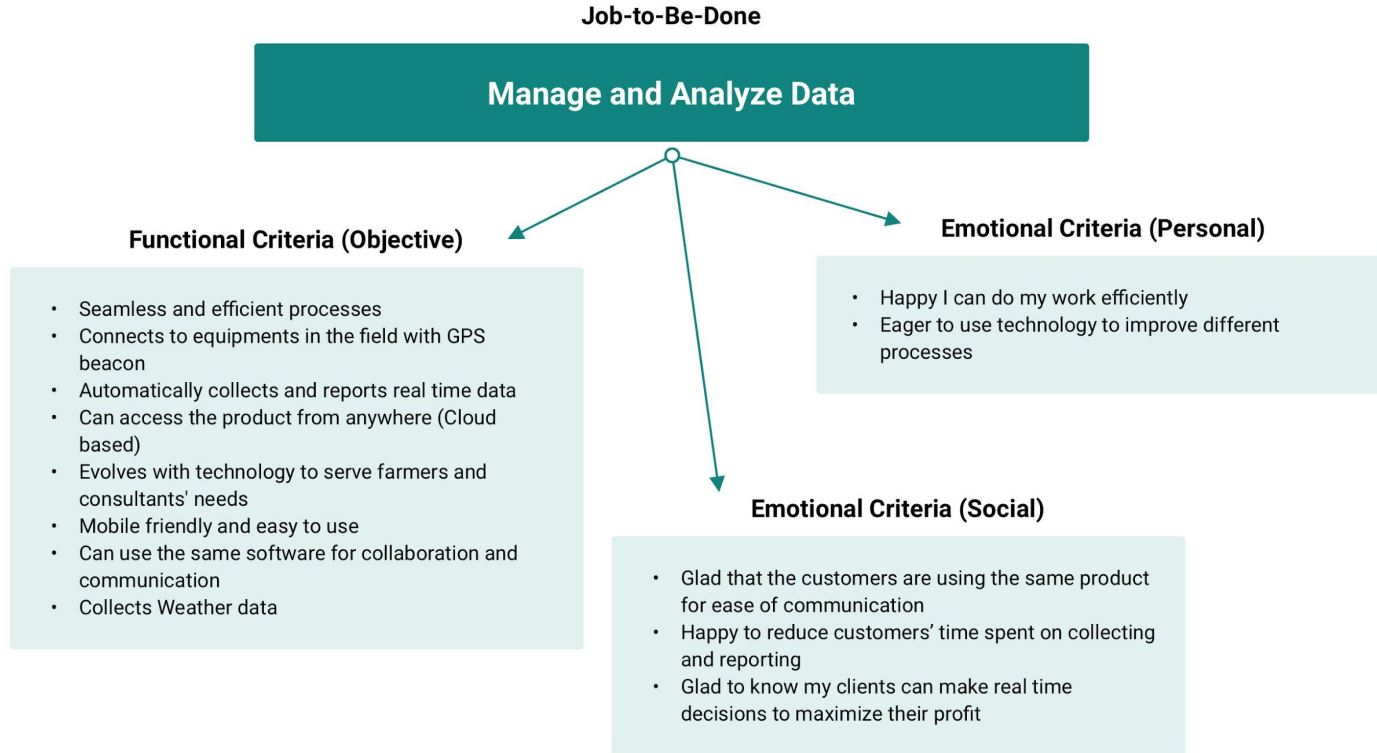 Job-to-Be-Done
Manage and Analyze Data
Functional Criteria (Objective)
• Seamless and efficient processes
• Connects to equipments in the field with GPS
beacon
• Automatically collects and reports real time data
• Can access the product from anywhere (Cloud
based)
• Evolves with technology to serve farmers and
consultants' needs
• Mobile friendly and easy to use
• Can use the same software for collaboration and
communication
• Collects Weather data
Emotional Criteria (Personal)
• Happy I can do my work efficiently
• Eager to use technology to improve different
processes
Emotional Criteria (Social)
• Glad that the customers are using the same product
for ease of communication
• Happy to reduce customers’ time spent on collecting
and reporting
• Glad to know my clients can make real time
decisions to maximize their profit